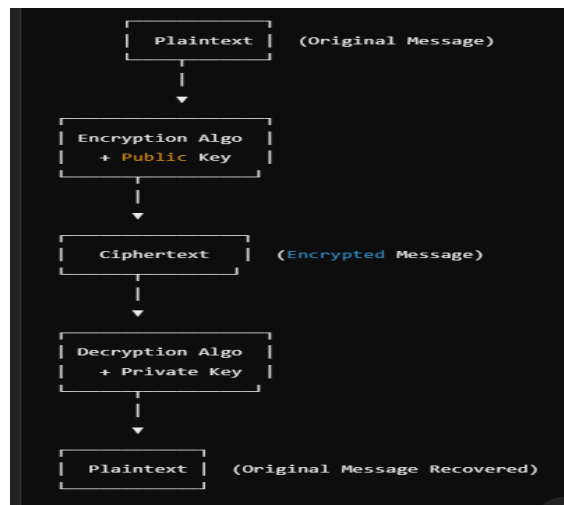 Plaintext (Original Message)
Encryption Algo
+ Public Key
Ciphertext (Encrypted Message)
Decryption Algo
+ Private Key
Plaintext (Original Message Recovered)